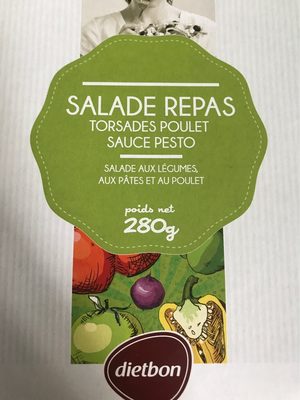 SALADE REPAS
TORSADES POULET
SAUCE PESTO
SALADE AUX LÉGUMES,
AUX PÂTES ET AU POULET
poids net
280g
dietbon